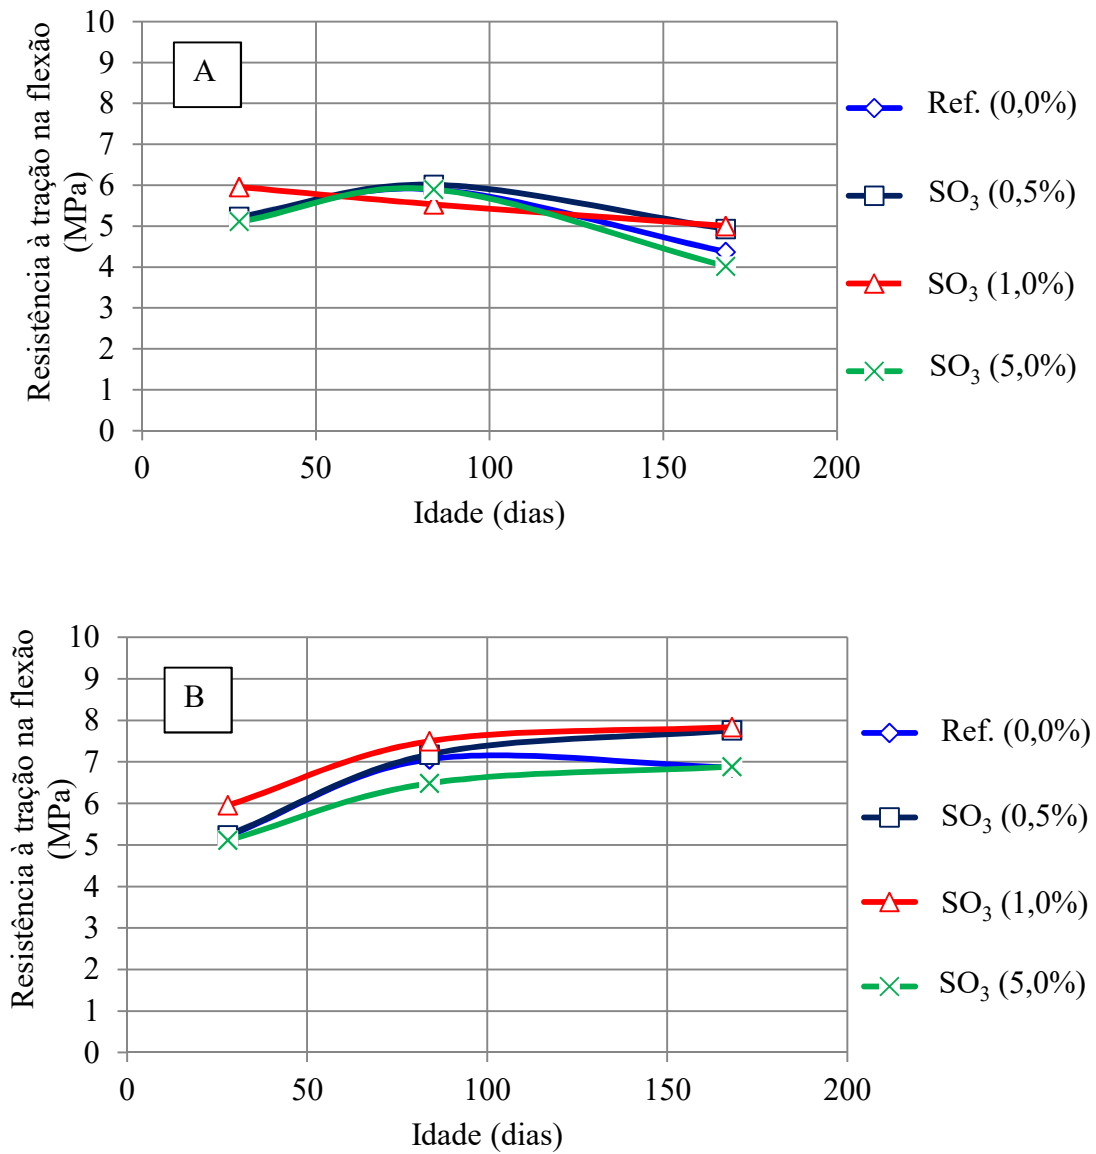 Resistência à tração na flexão
(MPa)
10
9
8
7
6
5
4
3
2
1
0
A
0
50
100
150
200
Idade (dias)
Ref. (0,0%)
SO₃ (0,5%)
SO₃ (1,0%)
SO₃ (5,0%)
Resistência à tração na flexão
(MPa)
10
9
8
7
6
5
4
3
2
1
0
B
0
50
100
150
200
Idade (dias)
Ref. (0,0%)
SO₃ (0,5%)
SO₃ (1,0%)
SO₃ (5,0%)